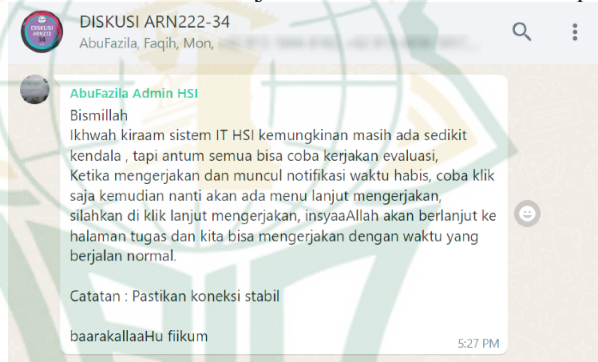 DISKUSI ARN222-34
AbuFazila, Faqih, Mon,
DISKUSI
ARN222
34
AbuFazila Admin HSI
Bismillah
Ikhwah kiraam sistem IT HSI kemungkinan masih ada sedikit
kendala , tapi antum semua bisa coba kerjakan evaluasi,
Ketika mengerjakan dan muncul notifikasi waktu habis, coba klik
saja kemudian nanti akan ada menu lanjut mengerjakan,
silahkan di klik lanjut mengerjakan, insyaaAllah akan berlanjut ke
halaman tugas dan kita bisa mengerjakan dengan waktu yang
berjalan normal.
Catatan : Pastikan koneksi stabil
baarakallaaHu fiikum
5:27 PM